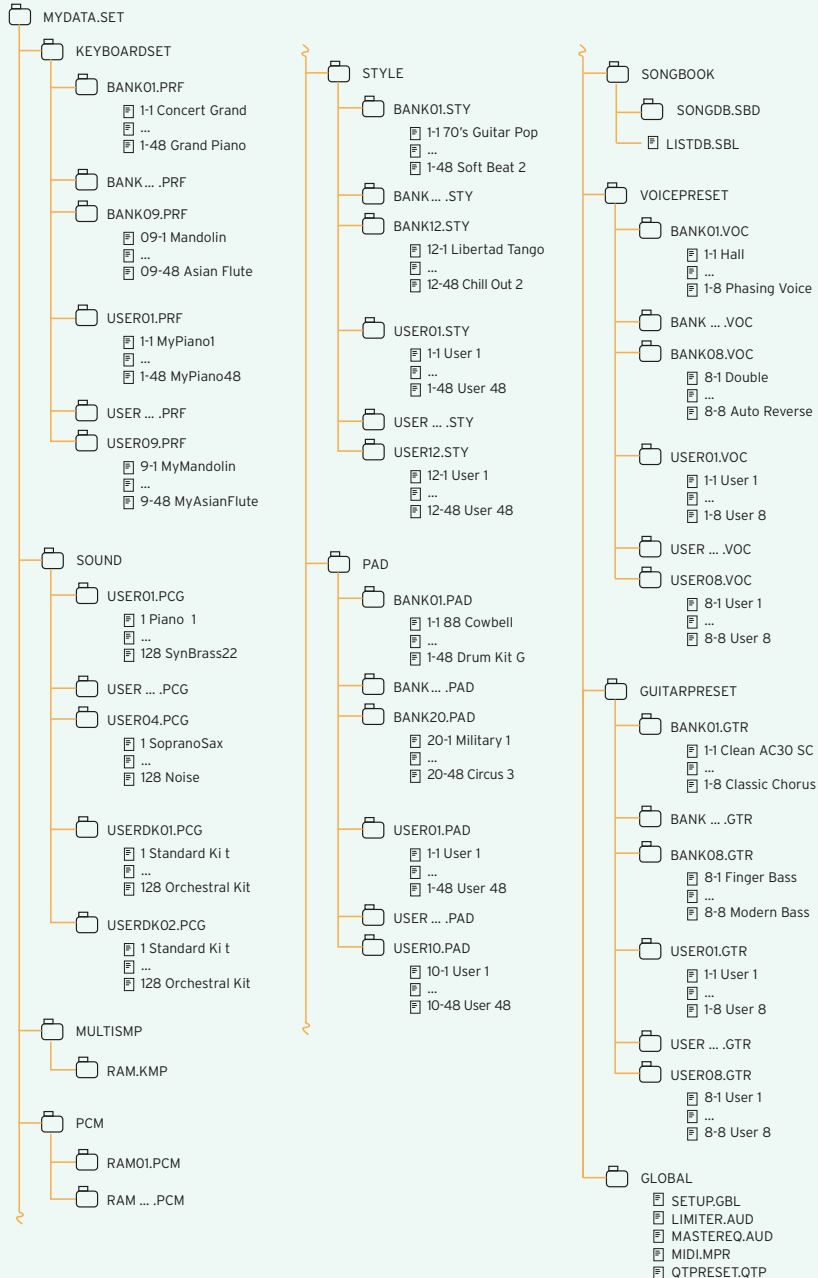 MYDATA.SET
KEYBOARDSET
BANK01.PRF
1-1 Concert Grand
...
1-48 Grand Piano
BANK... .PRF
BANK09.PRF
09-1 Mandolin
...
09-48 Asian Flute
USER01.PRF
1-1 MyPiano1
...
1-48 MyPiano48
USER ... .PRF
USER09.PRF
9-1 MyMandolin
...
9-48 MyAsianFlute
SOUND
USER01.PCG
1 Piano 1
...
128 SynBrass22
USER ... .PCG
USER04.PCG
1 SopranoSax
...
128 Noise
USERDK01.PCG
1 Standard Ki t
...
128 Orchestral Kit
USERDK02.PCG
1 Standard Ki t
...
128 Orchestral Kit
MULTISMP
RAM.KMP
PCM
RAM01.PCM
RAM ... .PCM
STYLE
BANK01.STY
1-1 70's Guitar Pop
...
1-48 Soft Beat 2
BANK... .STY
BANK12.STY
12-1 Libertad Tango
...
12-48 Chill Out 2
USER01.STY
1-1 User 1
...
1-48 User 48
USER ... .STY
USER12.STY
12-1 User 1
...
12-48 User 48
PAD
BANK01.PAD
1-1 88 Cowbell
...
1-48 Drum Kit G
BANK... .PAD
BANK20.PAD
20-1 Military 1
...
20-48 Circus 3
USER01.PAD
1-1 User 1
...
1-48 User 48
USER ... .PAD
USER10.PAD
10-1 User 1
...
10-48 User 48
SONGBOOK
SONGDB.SBD
LISTDB.SBL
VOICEPRESET
BANK01.VOC
1-1 Hall
...
1-8 Phasing Voice
BANK ... .VOC
BANK08.VOC
8-1 Double
...
8-8 Auto Reverse
USER01.VOC
1-1 User 1
...
1-8 User 8
USER ... .VOC
USER08.VOC
8-1 User 1
...
8-8 User 8
GUITARPRESET
BANK01.GTR
1-1 Clean AC30 SC
...
1-8 Classic Chorus
BANK ... .GTR
BANK08.GTR
8-1 Finger Bass
...
8-8 Modern Bass
USER01.GTR
1-1 User 1
...
1-8 User 8
USER ... .GTR
USER08.GTR
8-1 User 1
...
8-8 User 8
GLOBAL
SETUP.GBL
LIMITER.AUD
MASTEREQ.AUD
MIDI.MPR
QTPRESET.QTP